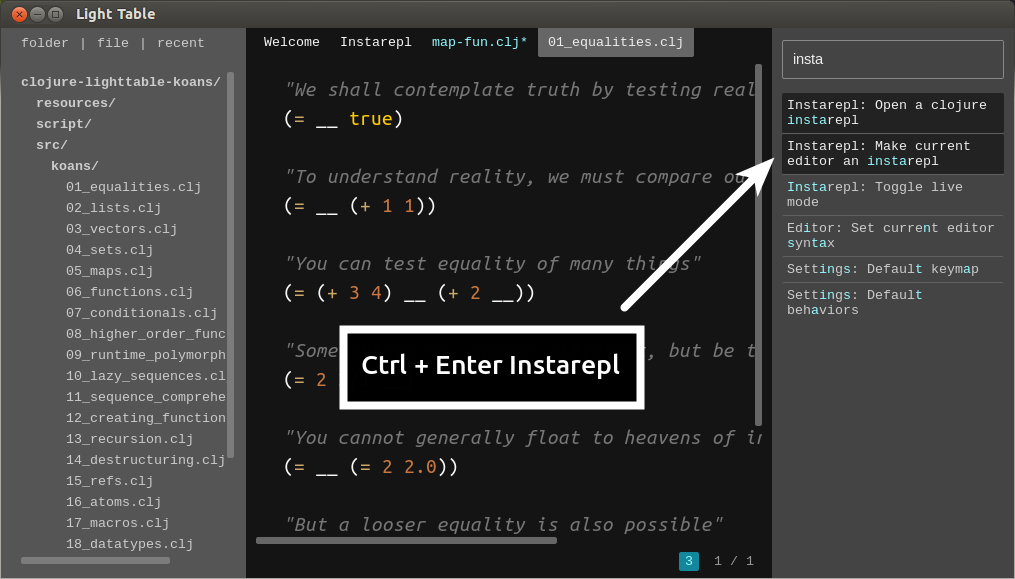 Light Table
folder | file | recent
clojure-lighttable-koans/
resources/
script/
src/
koans/
01_equalities.clj
02_lists.clj
03_vectors.clj
04_sets.clj
05_maps.clj
06_functions.clj
07_conditionals.clj
08_higher_order_func
09_runtime_polymorph
10_lazy_sequences.cl
11_sequence_comprehe
12_creating_function
13_recursion.clj
14_destructuring.clj
15_refs.clj
16_atoms.clj
17_macros.clj
18_datatypes.clj
Welcome Instarepl map-fun.clj* 01_equalities.clj
"We shall contemplate truth by testing real
(= __ true)
"To understand reality, we must compare ou
(= __ (+ 1 1))
"You can test equality of many things"
(= (+ 3 4) __ (+ 2 __))
"Some , but be t
(= 2
"You cannot generally float to heavens of in
(= __ (= 2 2.0))
"But a looser equality is also possible"
3 1 / 1
Ctrl + Enter Instarepl
insta
Instarepl: Open a clojure
instarepl
Instarepl: Make current
editor an instarepl
Instarepl: Toggle live
mode
Editor: Set current editor
syntax
Settings: Default keymap
Settings: Default
behaviors